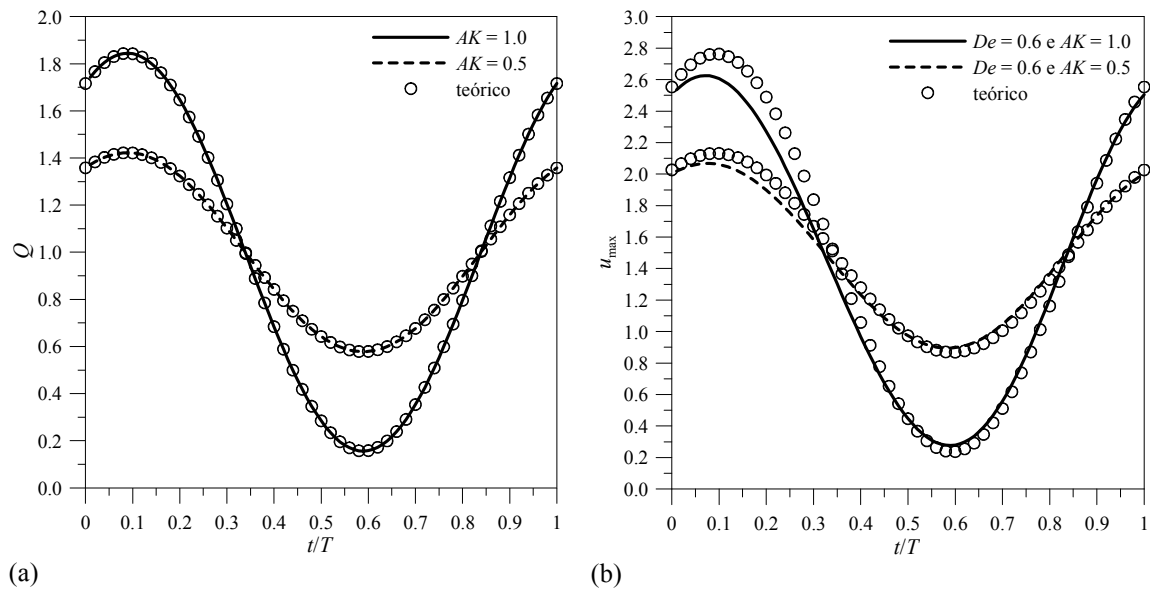 2.0
1.8
1.6
1.4
1.2
1.0
0.8
0.6
0.4
0.2
0.0
Q
AK = 1.0
AK = 0.5
teórico
0 0.1 0.2 0.3 0.4 0.5 0.6 0.7 0.8 0.9 1
t/T
(a)
3.0
2.8
2.6
2.4
2.2
2.0
1.8
1.6
1.4
1.2
1.0
0.8
0.6
0.4
0.2
0.0
umax
De = 0.6 e AK = 1.0
De = 0.6 e AK = 0.5
teórico
0 0.1 0.2 0.3 0.4 0.5 0.6 0.7 0.8 0.9 1
t/T
(b)